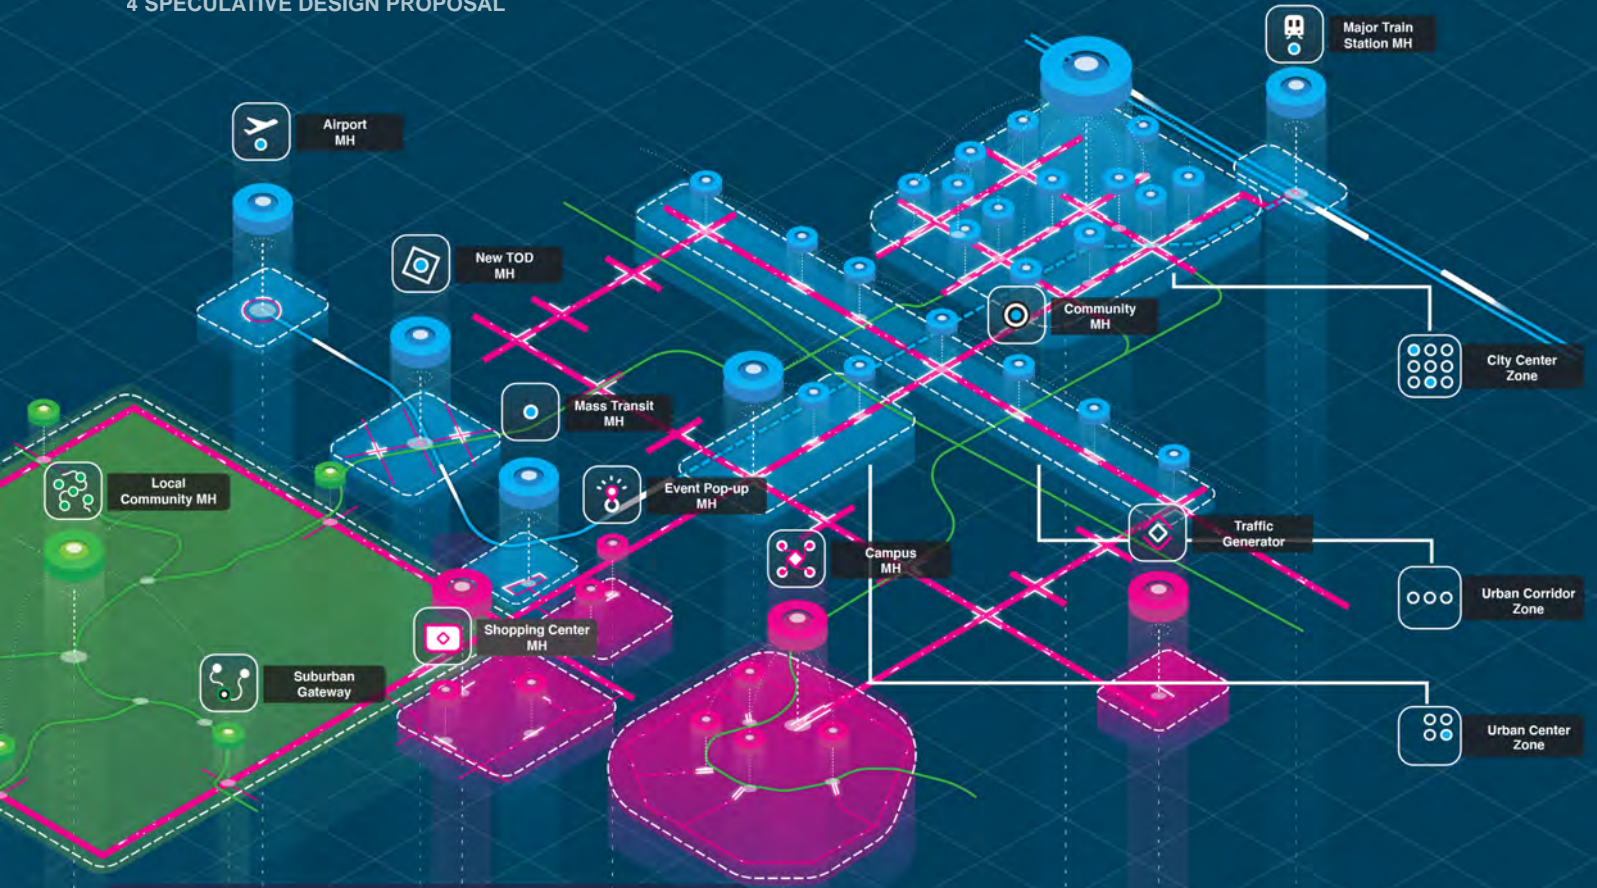 4 SPECULATIVE DESIGN PROPOSAL
Major Train
Station MH
Airport
MH
New TOD
MH
Community
MH
City Center
Zone
Mass Transit
MH
Local
Community MH
Event Pop-up
MH
Traffic
Generator
Campus
MH
Urban Corridor
Zone
Shopping Center
MH
Suburban
Gateway
Urban Center
Zone